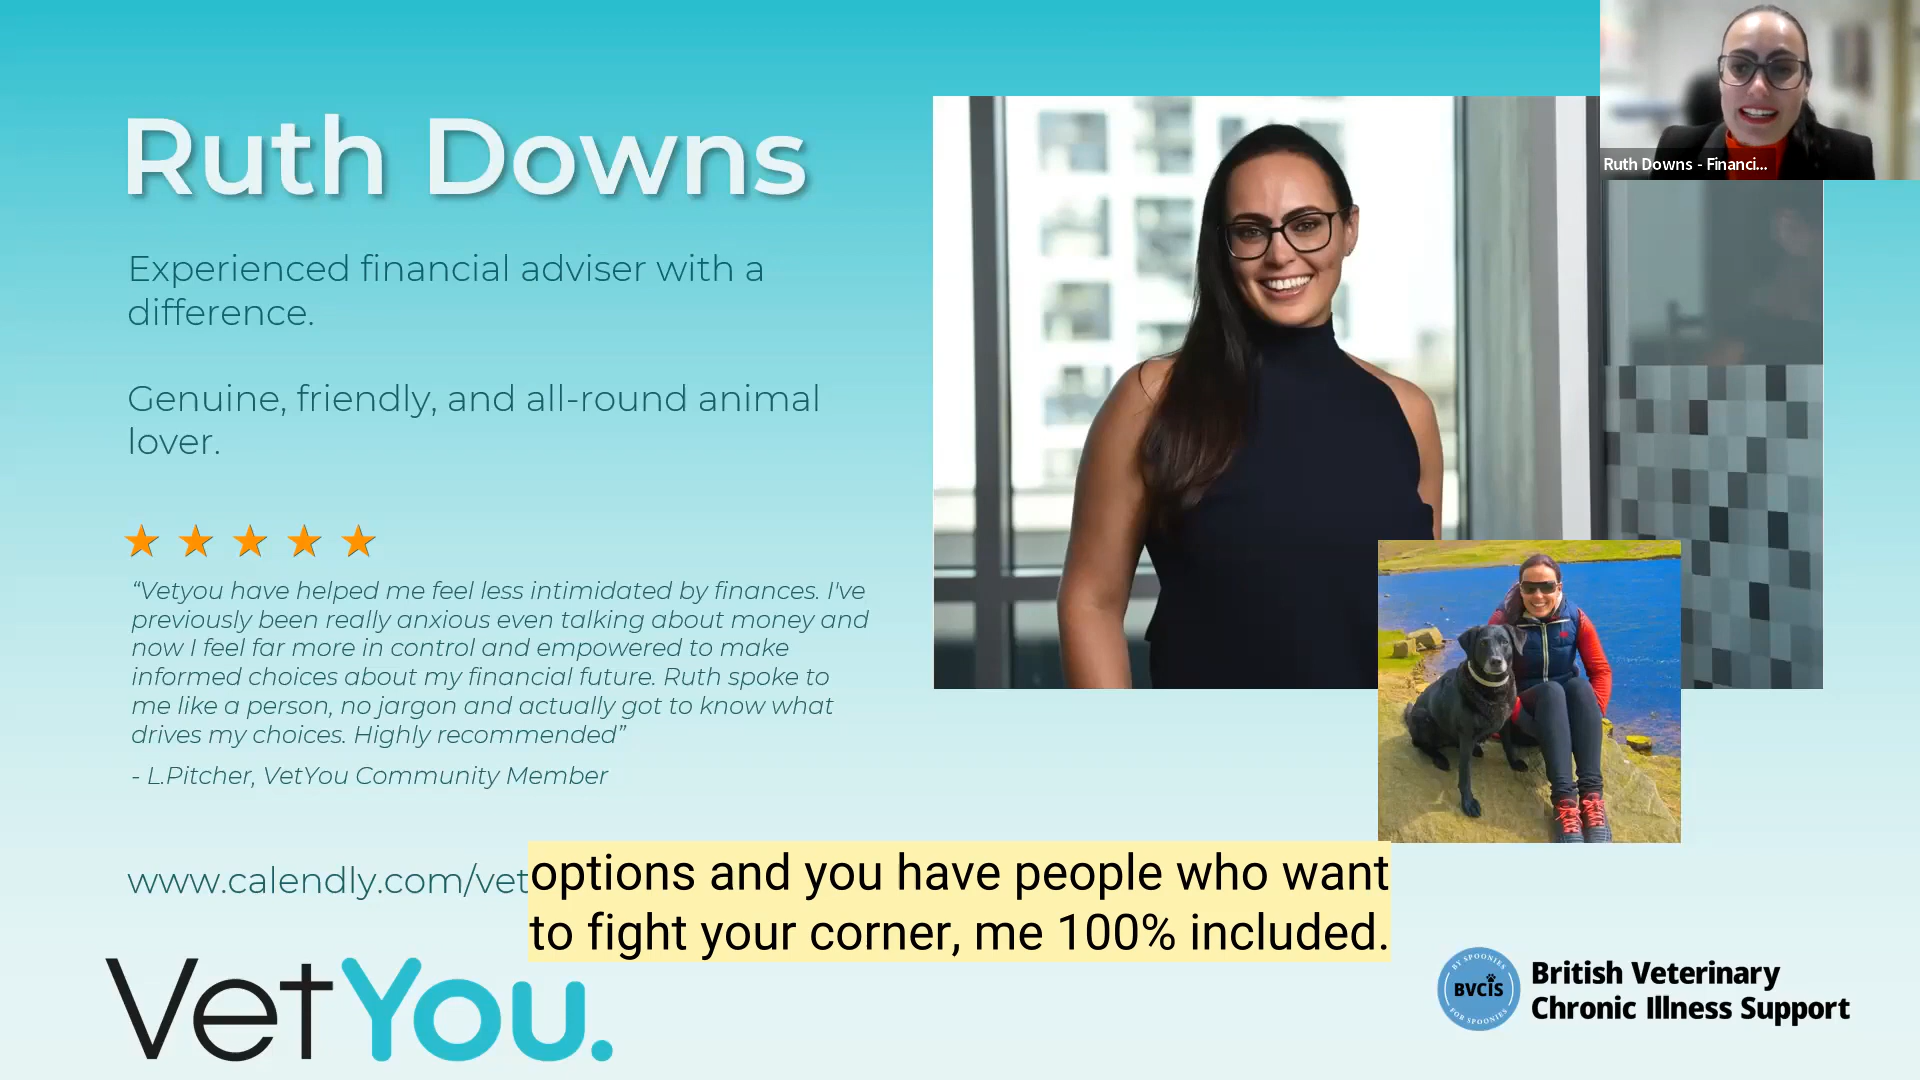 Ruth Downs
Experienced financial adviser with a
difference.
Genuine, friendly, and all-round animal
lover.
“Vetyou have helped me feel less intimidated by finances. I've
previously been really anxious even talking about money and
now I feel far more in control and empowered to make
informed choices about my financial future. Ruth spoke to
me like a person, no jargon and actually got to know what
drives my choices. Highly recommended”
- L.Pitcher, VetYou Community Member
www.calendly.com/vet
options and you have people who want
to fight your corner, me 100% included.
VetYou.
Ruth Downs - Financi...
BY SPOONIES
BVCIS
FOR SPOONIES
British Veterinary
Chronic Illness Support